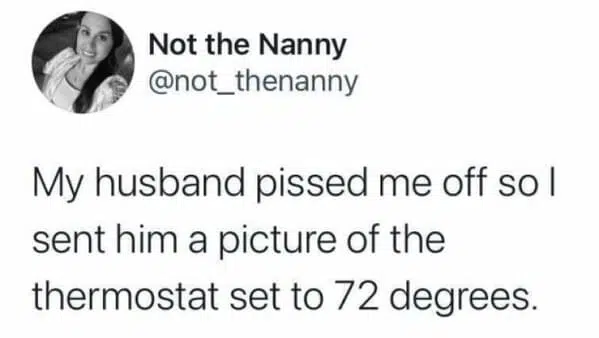 Not the Nanny
@not_thenanny
My husband pissed me off so I
sent him a picture of the
thermostat set to 72 degrees.